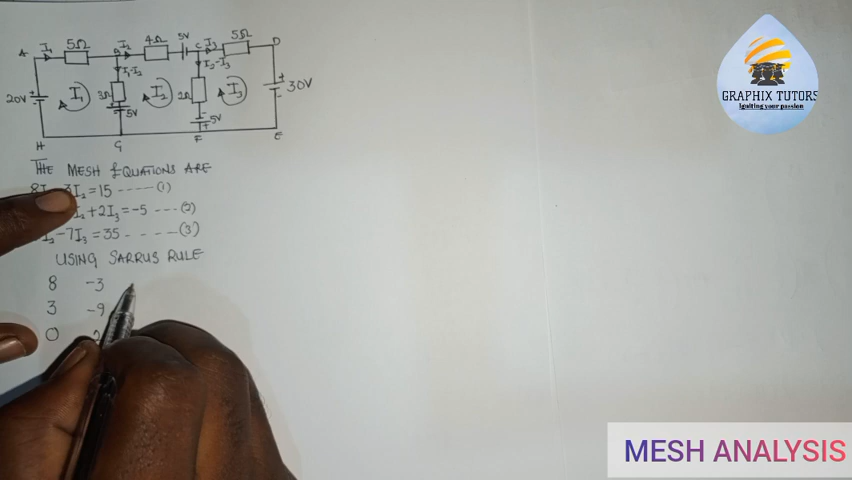 A I₁ 5Ω B I₂ 4Ω 5V C I₃ 5Ω D
I₁-I₂ I₂-I₃
20V + - I₁ 3Ω I₂ 2Ω I₃ + - 30V
5V 5V
H G F E
THE MESH EQUATIONS ARE
8I₁ 3I₂ = 15 ----- (1)
I₂ + 2I₃ = -5 --- (2)
I₂ - 7I₃ = 35 ---- (3)
USING SARRUS RULE
8 -3
3 -9
0 2
GRAPHIX TUTORS
igniting your passion
MESH ANALYSIS